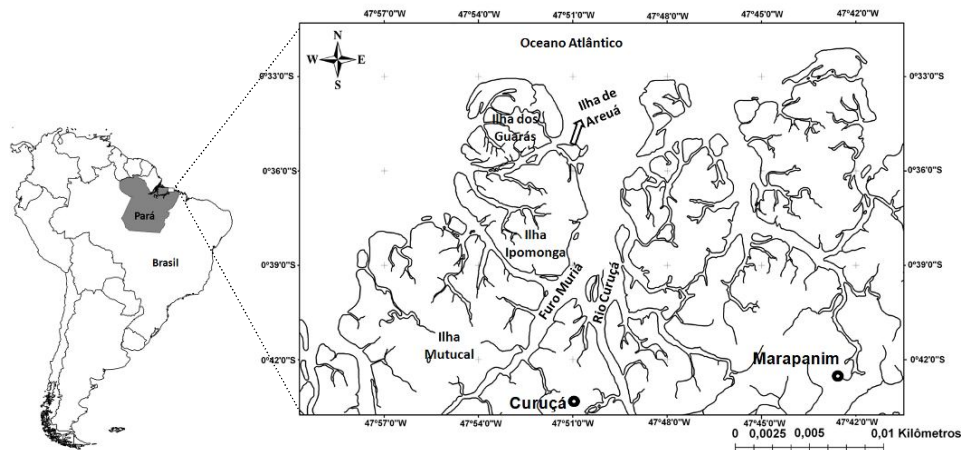 47°57'0"W 47°54'0"W 47°51'0"W 47°48'0"W 47°45'0"W 47°42'0"W
Oceano Atlântico
N
W E
S
0°33'0"S 0°33'0"S
Ilha de
Areuá
Ilha dos
Guarás
0°36'0"S 0°36'0"S
Pará
Ilha
Ipomonga
Brasil
0°39'0"S 0°39'0"S
Furo Muriá
Rio Curuçá
Ilha
Mutucal
Marapanim
0°42'0"S 0°42'0"S
Curuçá
47°57'0"W 47°54'0"W 47°51'0"W 47°48'0"W 47°45'0"W 47°42'0"W
0 0,0025 0,005 0,01 Kilômetros